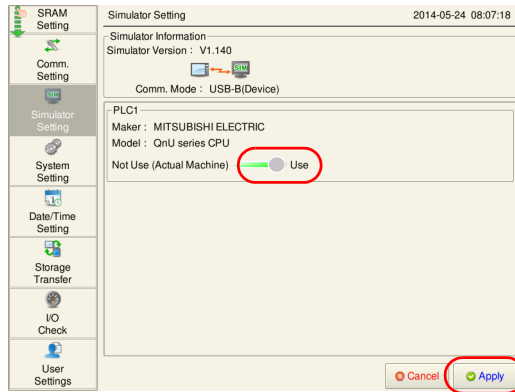 SRAM
Setting
Comm.
Setting
SIM
Simulator
Setting
System
Setting
Date/Time
Setting
Storage
Transfer
I/O
Check
User
Settings
Simulator Setting 2014-05-24 08:07:18
Simulator Information
Simulator Version : V1.140
SIM
Comm. Mode : USB-B(Device)
PLC1
Maker : MITSUBISHI ELECTRIC
Model : QnU series CPU
Not Use (Actual Machine) Use
Cancel Apply